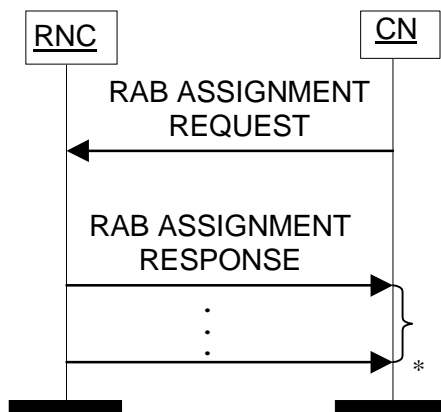 RNC
CN
RAB ASSIGNMENT
REQUEST
RAB ASSIGNMENT
RESPONSE
*